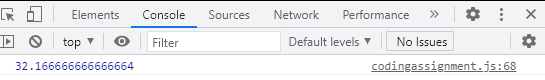 Elements Console Sources Network Performance »
top Filter Default levels No Issues
32.166666666666664 codingassignment.js:68